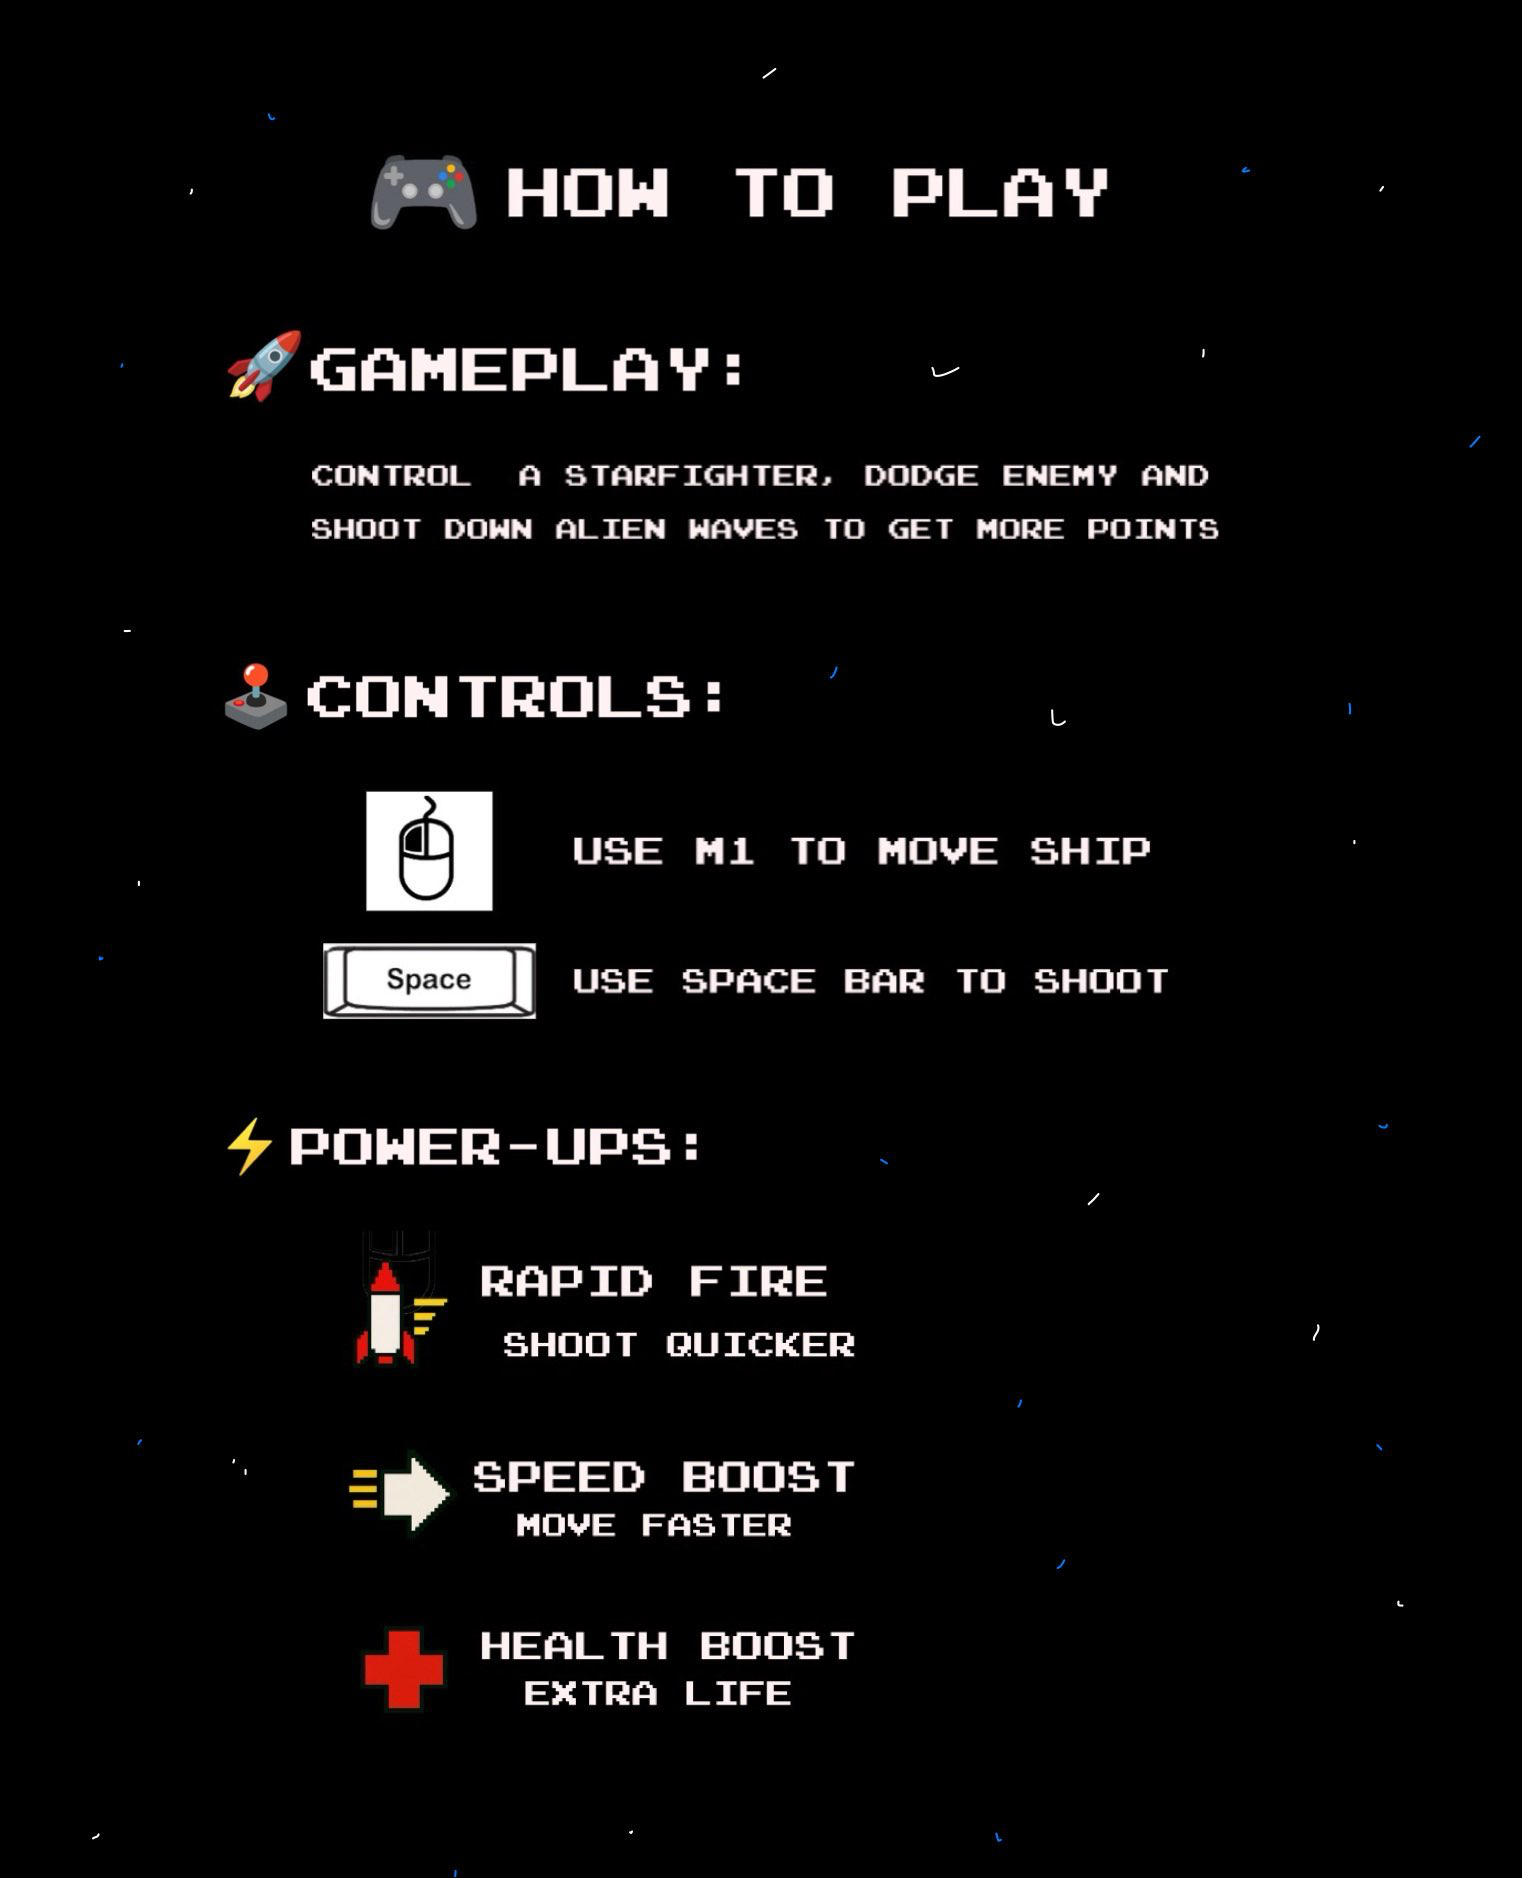 HOW TO PLAY
GAMEPLAY:
CONTROL A STARFIGHTER, DODGE ENEMY AND
SHOOT DOWN ALIEN WAVES TO GET MORE POINTS
CONTROLS:
USE M1 TO MOVE SHIP
Space
USE SPACE BAR TO SHOOT
POWER-UPS:
RAPID FIRE
SHOOT QUICKER
SPEED BOOST
MOVE FASTER
HEALTH BOOST
EXTRA LIFE